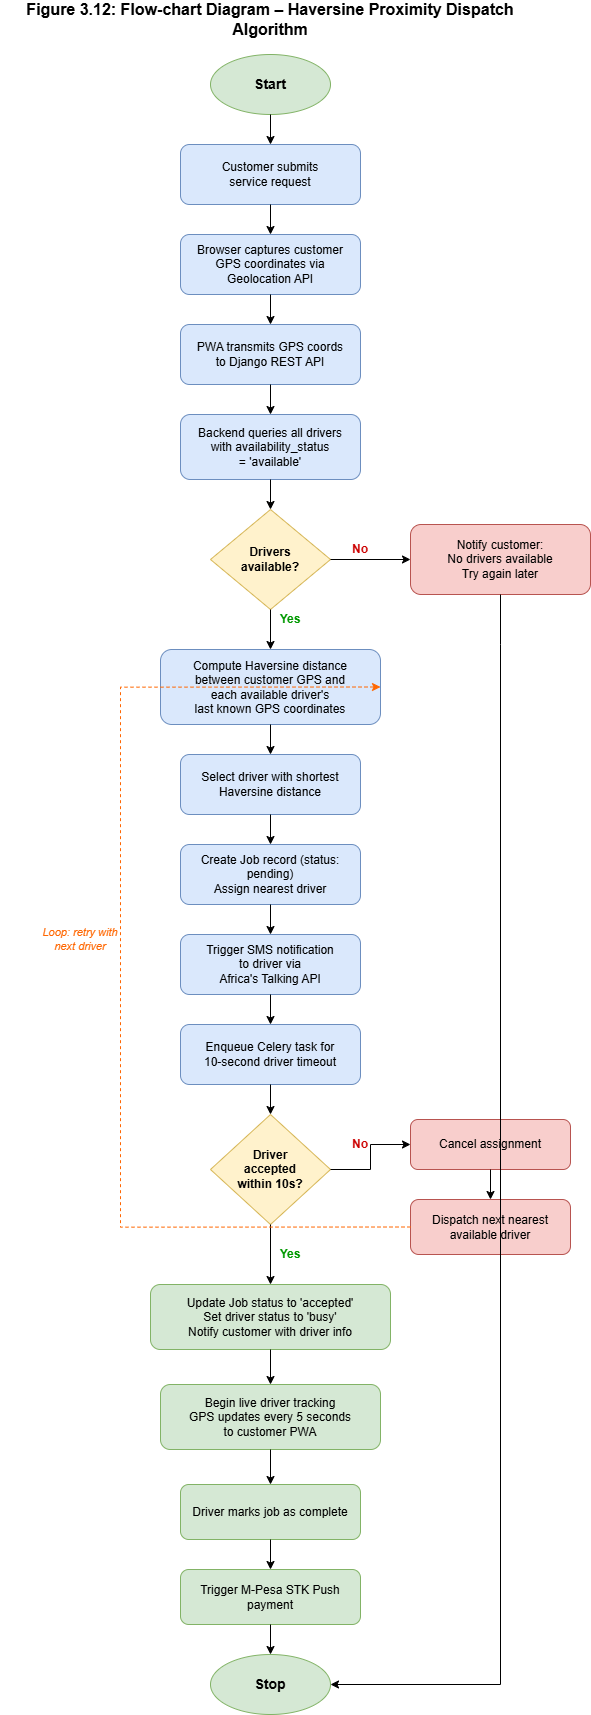 Figure 3.12: Flow-chart Diagram – Haversine Proximity Dispatch
Algorithm
Start
Customer submits
service request
Browser captures customer
GPS coordinates via
Geolocation API
PWA transmits GPS coords
to Django REST API
Backend queries all drivers
with availability_status
= 'available'
Drivers
available?
No
Notify customer:
No drivers available
Try again later
Yes
Compute Haversine distance
between customer GPS and
each available driver's
last known GPS coordinates
Select driver with shortest
Haversine distance
Create Job record (status:
pending)
Assign nearest driver
Loop: retry with
next driver
Trigger SMS notification
to driver via
Africa's Talking API
Enqueue Celery task for
10-second driver timeout
Driver
accepted
within 10s?
No
Cancel assignment
Dispatch next nearest
available driver
Yes
Update Job status to 'accepted'
Set driver status to 'busy'
Notify customer with driver info
Begin live driver tracking
GPS updates every 5 seconds
to customer PWA
Driver marks job as complete
Trigger M-Pesa STK Push
payment
Stop